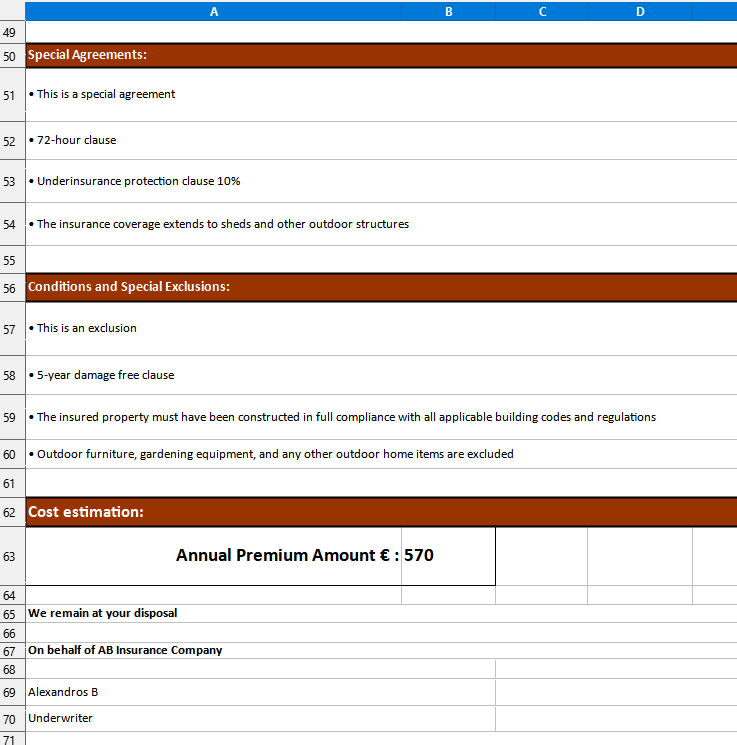 A B C D
49
50 Special Agreements:
51 • This is a special agreement
52 • 72-hour clause
53 • Underinsurance protection clause 10%
54 • The insurance coverage extends to sheds and other outdoor structures
55
56 Conditions and Special Exclusions:
57 • This is an exclusion
58 • 5-year damage free clause
59 • The insured property must have been constructed in full compliance with all applicable building codes and regulations
60 • Outdoor furniture, gardening equipment, and any other outdoor home items are excluded
61
62 Cost estimation:
63 Annual Premium Amount € : 570
64
65 We remain at your disposal
66
67 On behalf of AB Insurance Company
68
69 Alexandros B
70 Underwriter
71